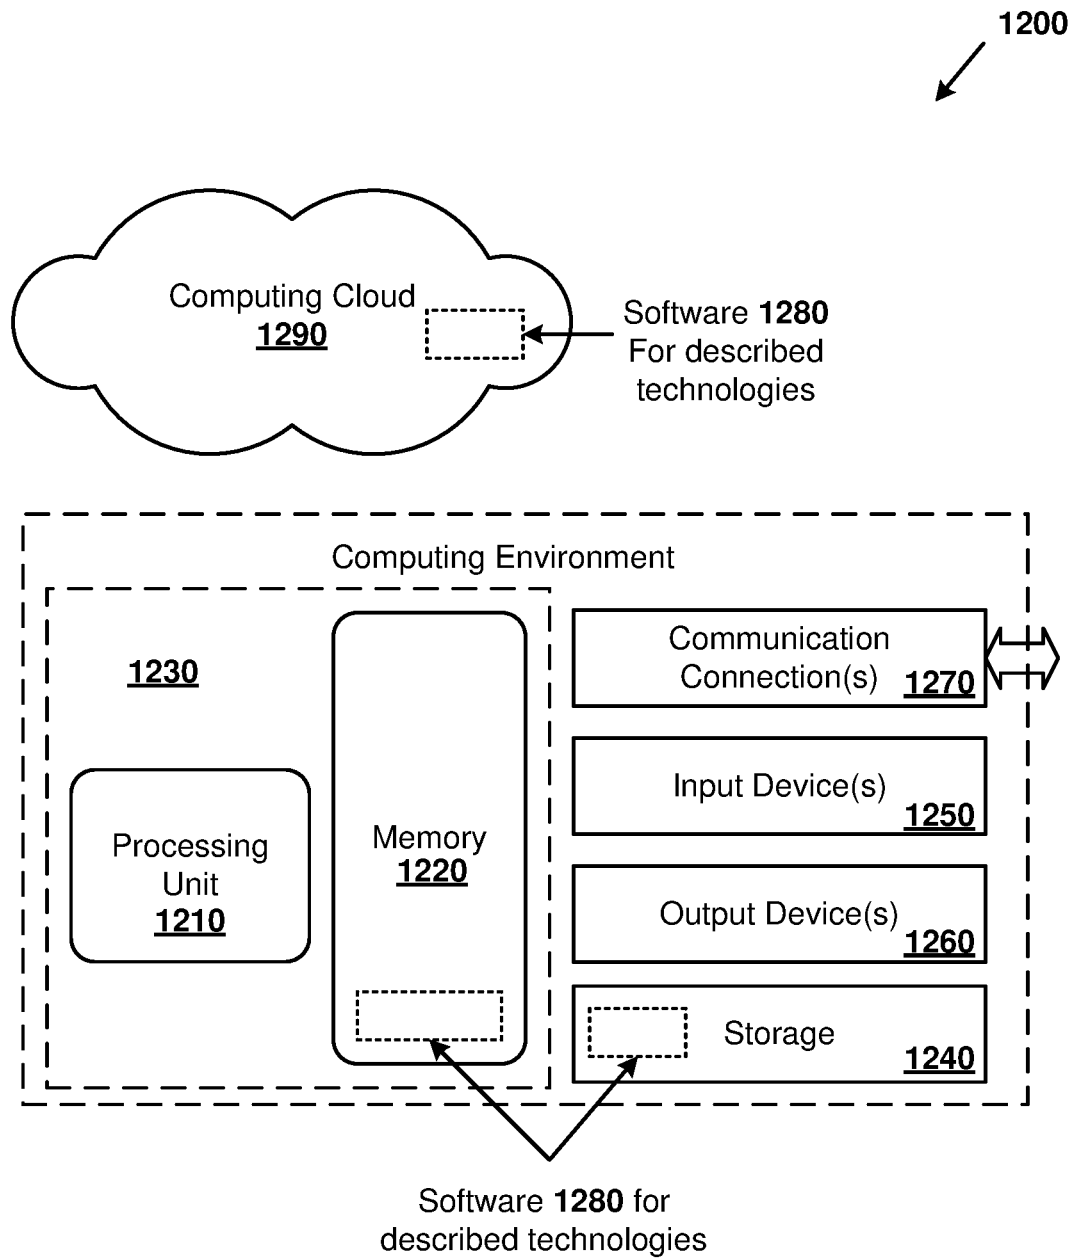 1200
Computing Cloud
1290
Software 1280
For described
technologies
Computing Environment
1230
Processing
Unit
1210
Memory
1220
Communication
Connection(s)
1270
Input Device(s)
1250
Output Device(s)
1260
Storage
1240
Software 1280 for
described technologies